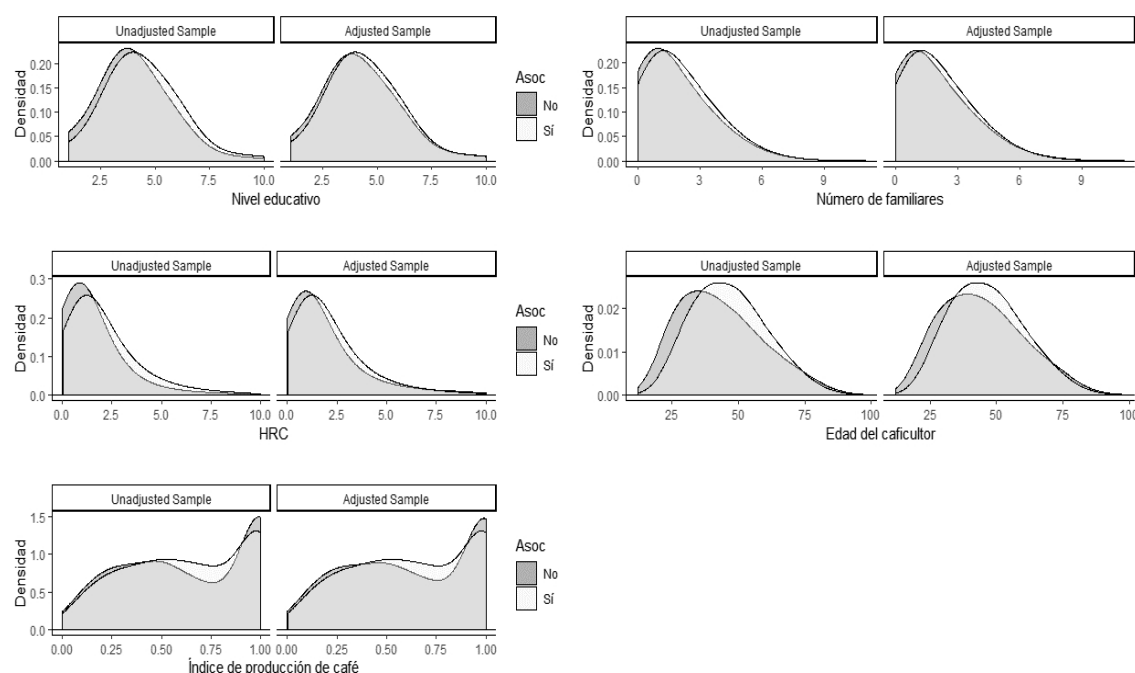 Unadjusted Sample
Adjusted Sample
Densidad
0.20
0.15
0.10
0.05
0.00
2.5 5.0 7.5 10.0 2.5 5.0 7.5 10.0
Nivel educativo
Asoc
No
Sí
Unadjusted Sample
Adjusted Sample
Densidad
0.20
0.15
0.10
0.05
0.00
0 3 6 9 0 3 6 9
Número de familiares
Unadjusted Sample
Adjusted Sample
Densidad
0.3
0.2
0.1
0.0
0.0 2.5 5.0 7.5 10.0 0.0 2.5 5.0 7.5 10.0
HRC
Asoc
No
Sí
Unadjusted Sample
Adjusted Sample
Densidad
0.02
0.01
0.00
25 50 75 100 25 50 75 100
Edad del caficultor
Unadjusted Sample
Adjusted Sample
Densidad
1.5
1.0
0.5
0.0
0.00 0.25 0.50 0.75 1.00 0.00 0.25 0.50 0.75 1.00
Índice de producción de café
Asoc
No
Sí